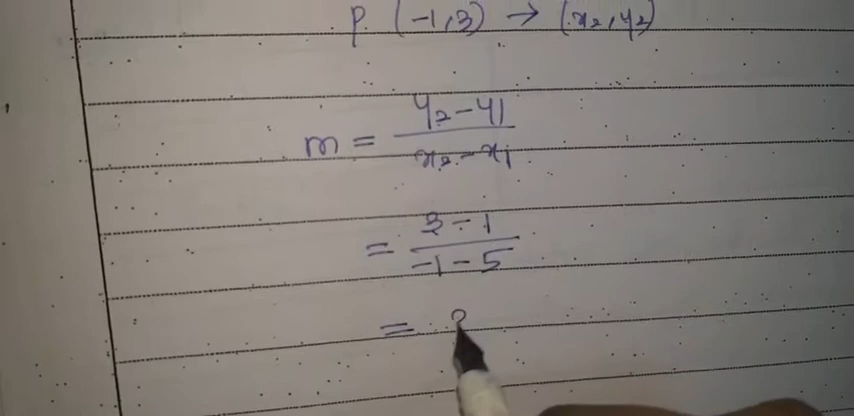 P (-1,3) → (x2, y2)
m = y2 - y1 / x2 - x1
= 3 - 1 / -1 - 5
=